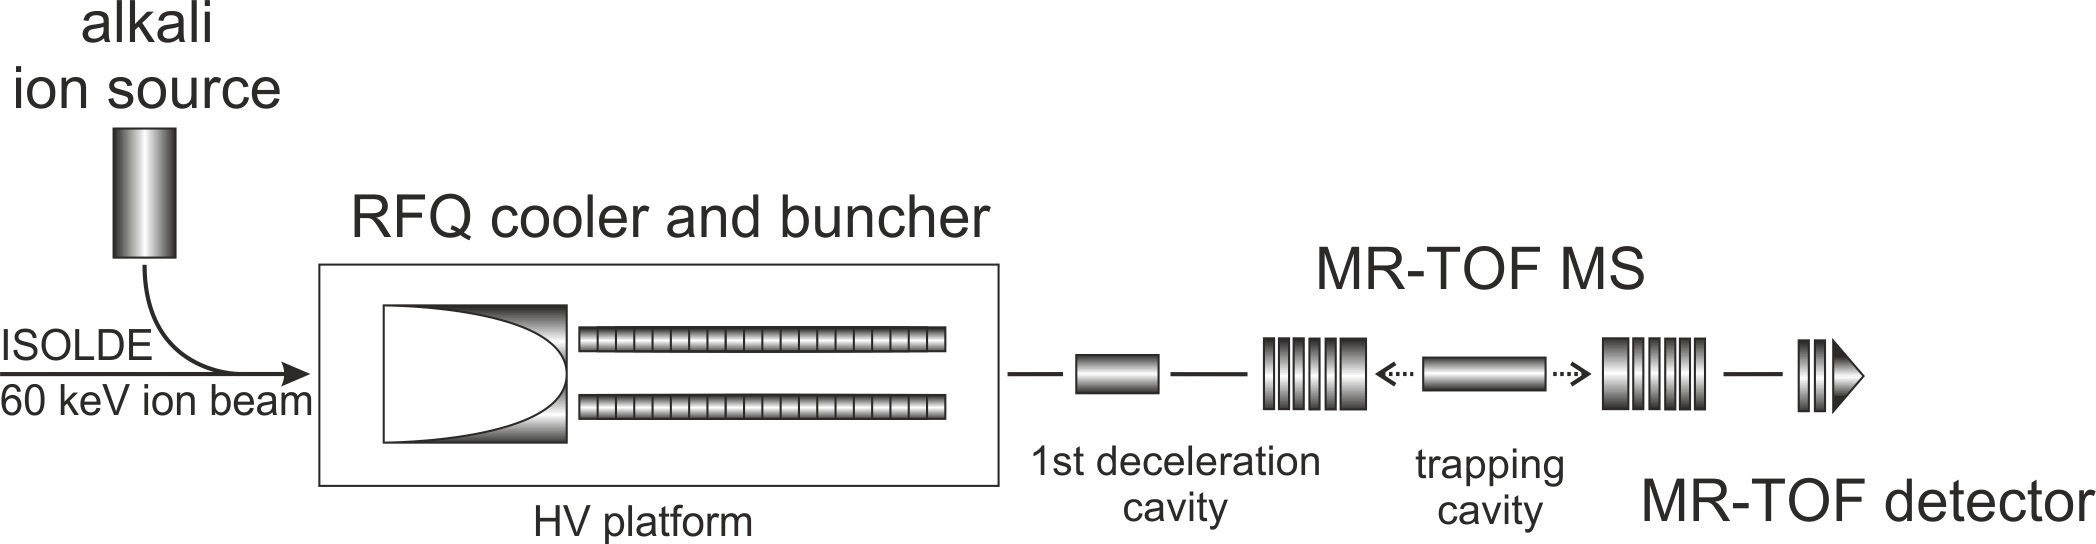 alkali
ion source
RFQ cooler and buncher
MR-TOF MS
ISOLDE
60 keV ion beam
1st deceleration
cavity
trapping
cavity
MR-TOF detector
HV platform